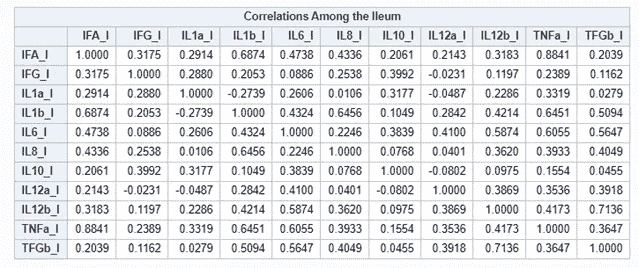 Correlations Among the Ileum
IFA_I IFG_I IL1a_I IL1b_I IL6_I IL8_I IL10_I IL12a_I IL12b_I TNFa_I TFGb_I
IFA_I 1.0000 0.3175 0.2914 0.6874 0.4738 0.4336 0.2061 0.2143 0.3183 0.8841 0.2039
IFG_I 0.3175 1.0000 0.2880 0.2053 0.0886 0.2538 0.3992 -0.0231 0.1197 0.2389 0.1162
IL1a_I 0.2914 0.2880 1.0000 -0.2739 0.2606 0.0106 0.3177 -0.0487 0.2286 0.3319 0.0279
IL1b_I 0.6874 0.2053 -0.2739 1.0000 0.4324 0.6456 0.1049 0.2842 0.4214 0.6451 0.5094
IL6_I 0.4738 0.0886 0.2606 0.4324 1.0000 0.2246 0.3839 0.4100 0.5874 0.6055 0.5647
IL8_I 0.4336 0.2538 0.0106 0.6456 0.2246 1.0000 0.0768 0.0401 0.3620 0.3933 0.4049
IL10_I 0.2061 0.3992 0.3177 0.1049 0.3839 0.0768 1.0000 -0.0802 0.0975 0.1554 0.0455
IL12a_I 0.2143 -0.0231 -0.0487 0.2842 0.4100 0.0401 -0.0802 1.0000 0.3869 0.3536 0.3918
IL12b_I 0.3183 0.1197 0.2286 0.4214 0.5874 0.3620 0.0975 0.3869 1.0000 0.4173 0.7136
TNFa_I 0.8841 0.2389 0.3319 0.6451 0.6055 0.3933 0.1554 0.3536 0.4173 1.0000 0.3647
TFGb_I 0.2039 0.1162 0.0279 0.5094 0.5647 0.4049 0.0455 0.3918 0.7136 0.3647 1.0000